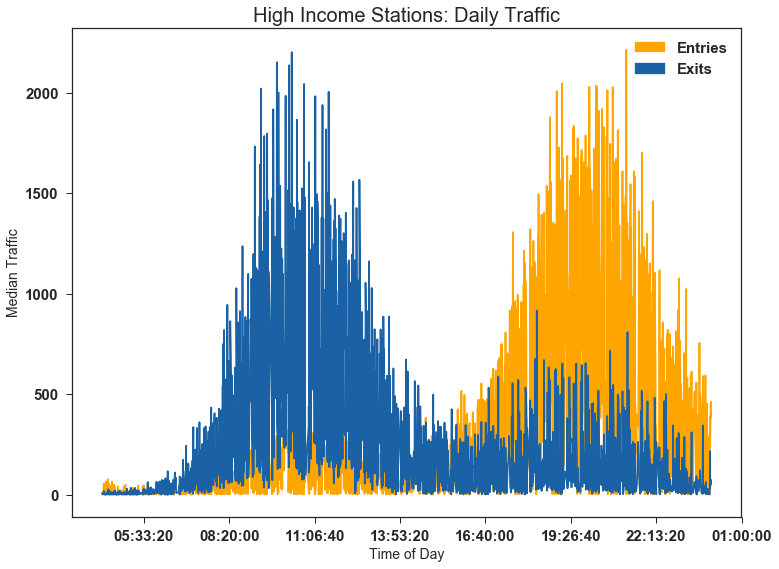 High Income Stations: Daily Traffic
Entries
Exits
Median Traffic
2000
1500
1000
500
0
05:33:20 08:20:00 11:06:40 13:53:20 16:40:00 19:26:40 22:13:20 01:00:00
Time of Day